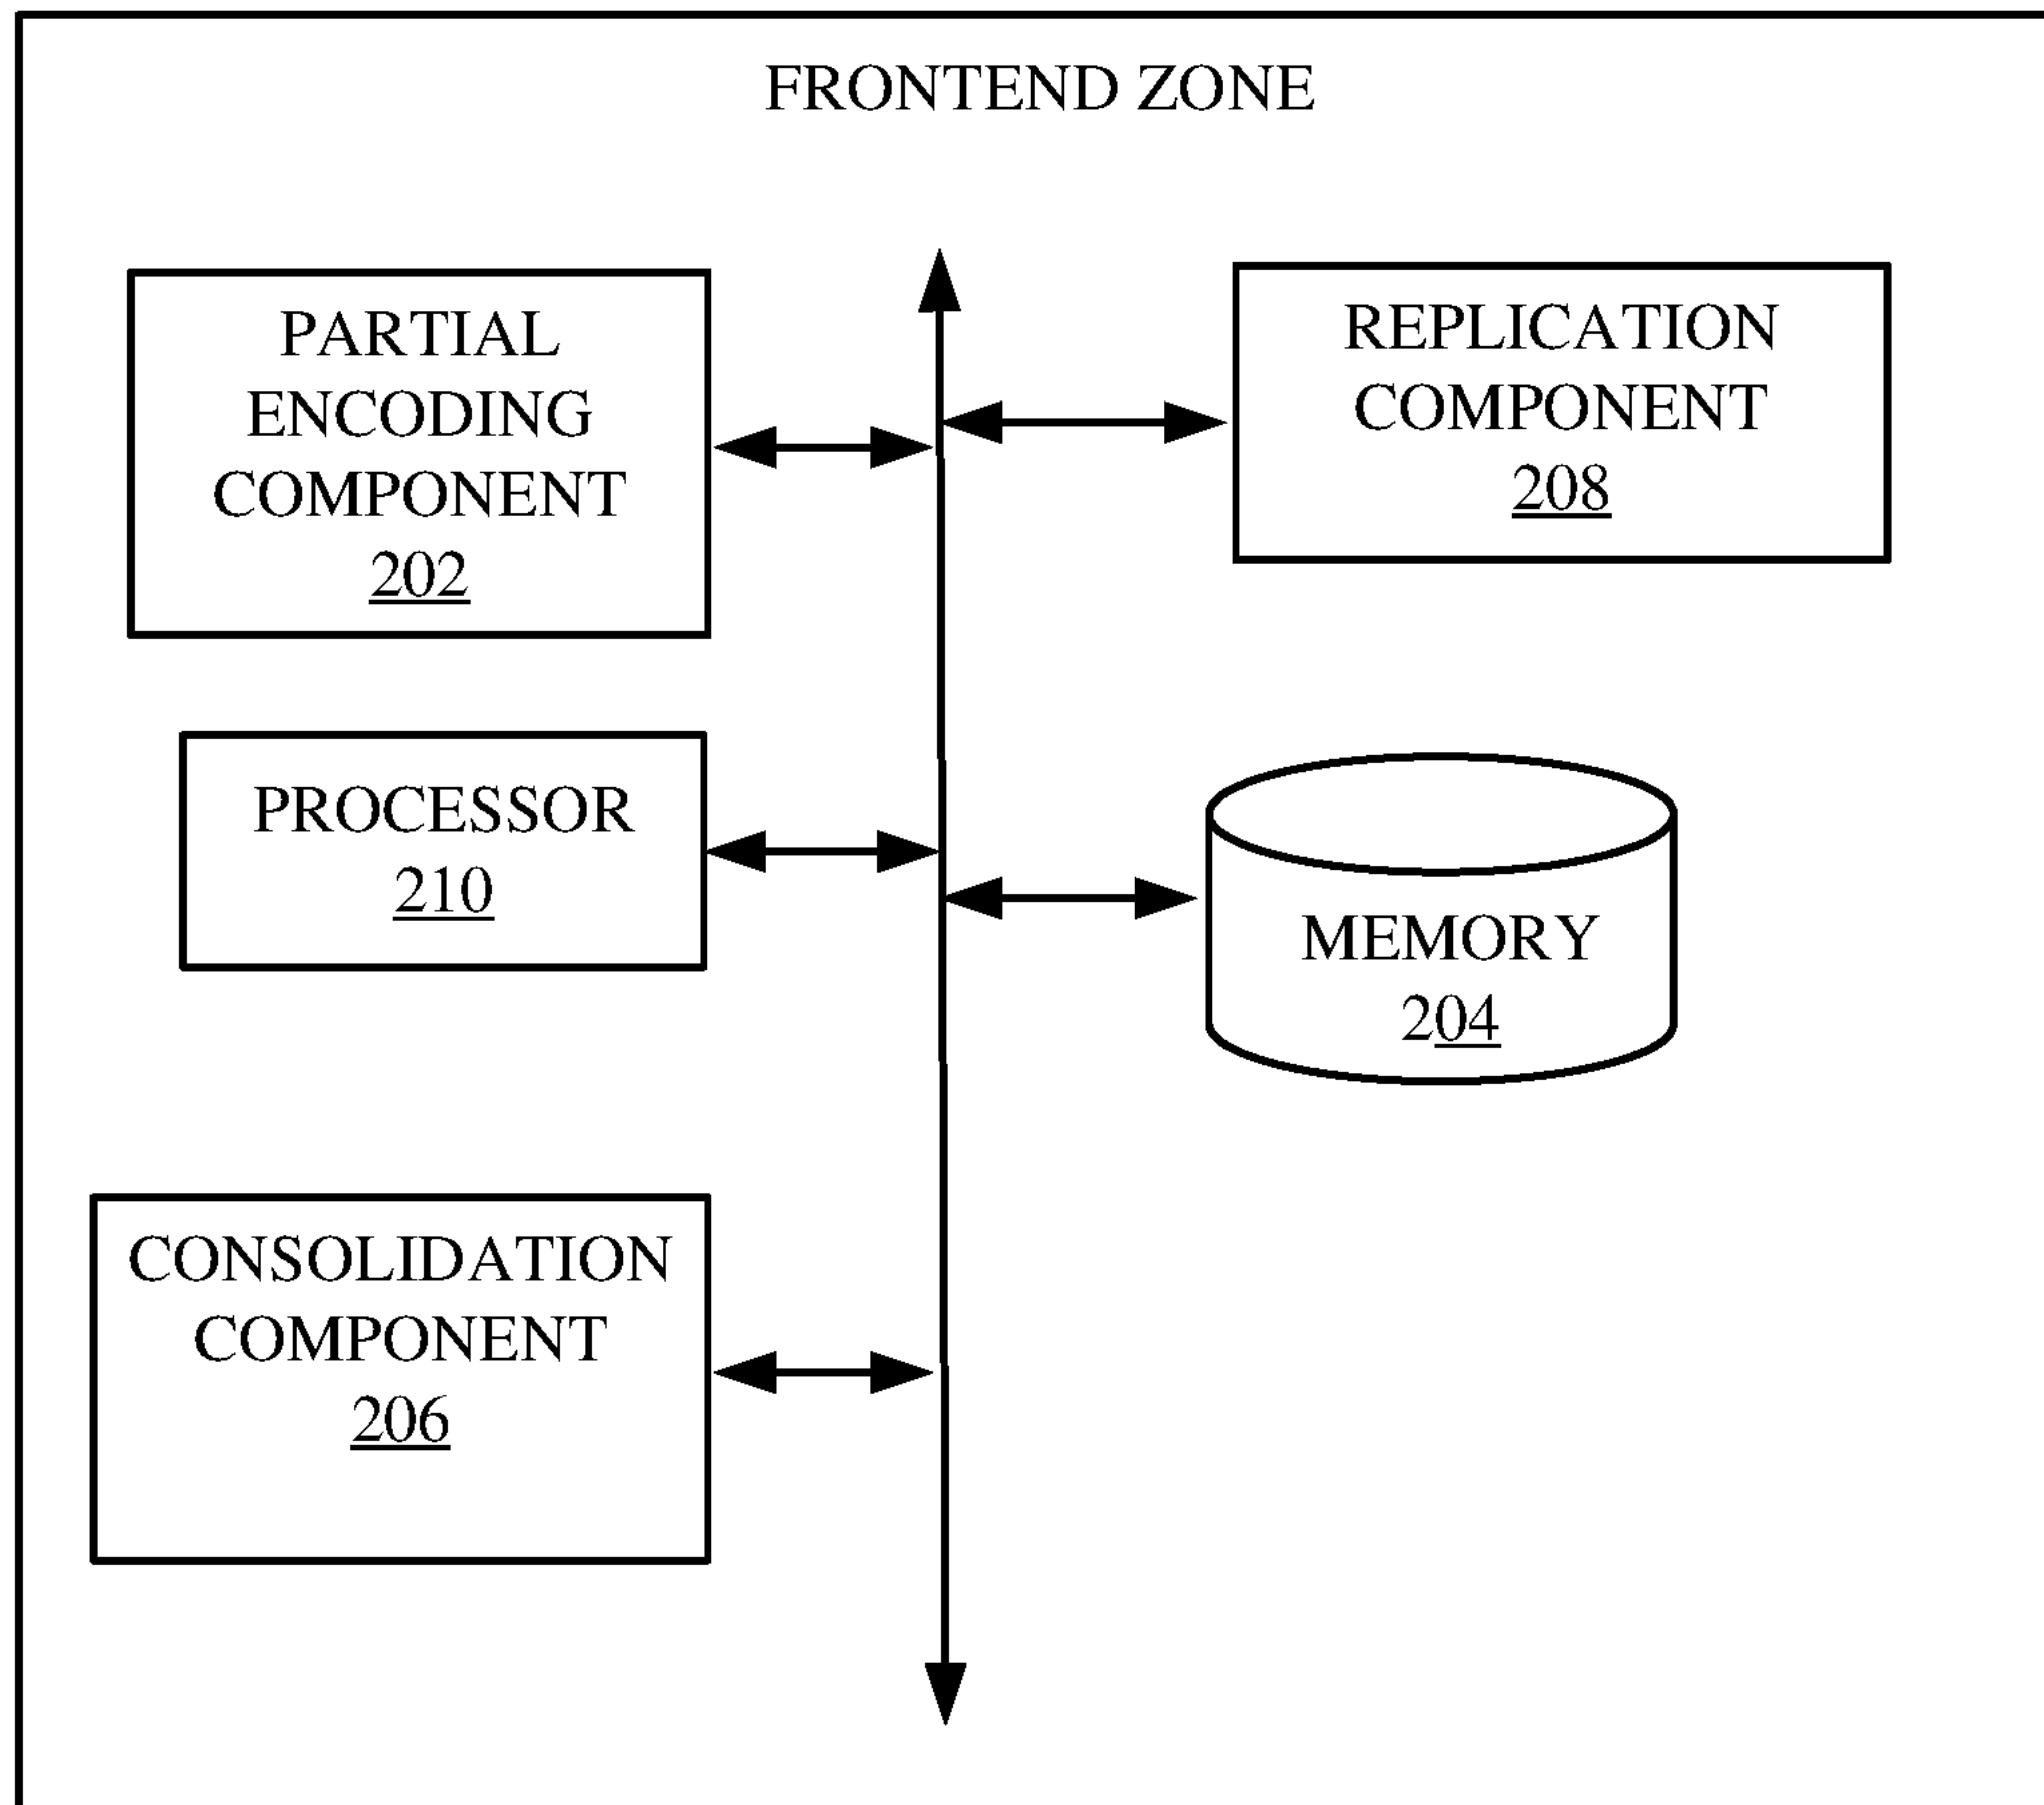 FRONTEND ZONE
PARTIAL
ENCODING
COMPONENT
202
REPLICATION
COMPONENT
208
PROCESSOR
210
MEMORY
204
CONSOLIDATION
COMPONENT
206